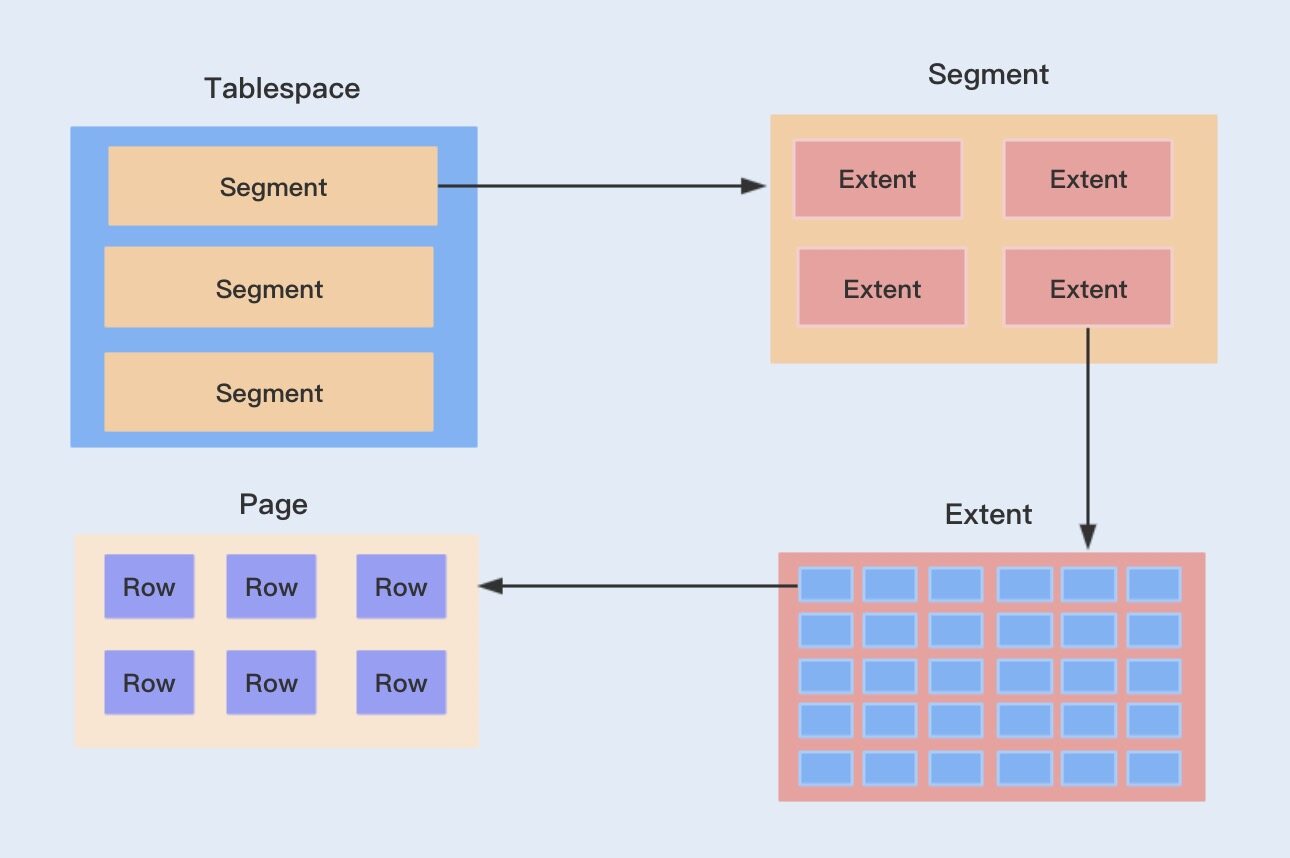 Tablespace
Segment
Segment
Segment
Segment
Extent
Extent
Extent
Extent
Extent
Page
Row
Row
Row
Row
Row
Row